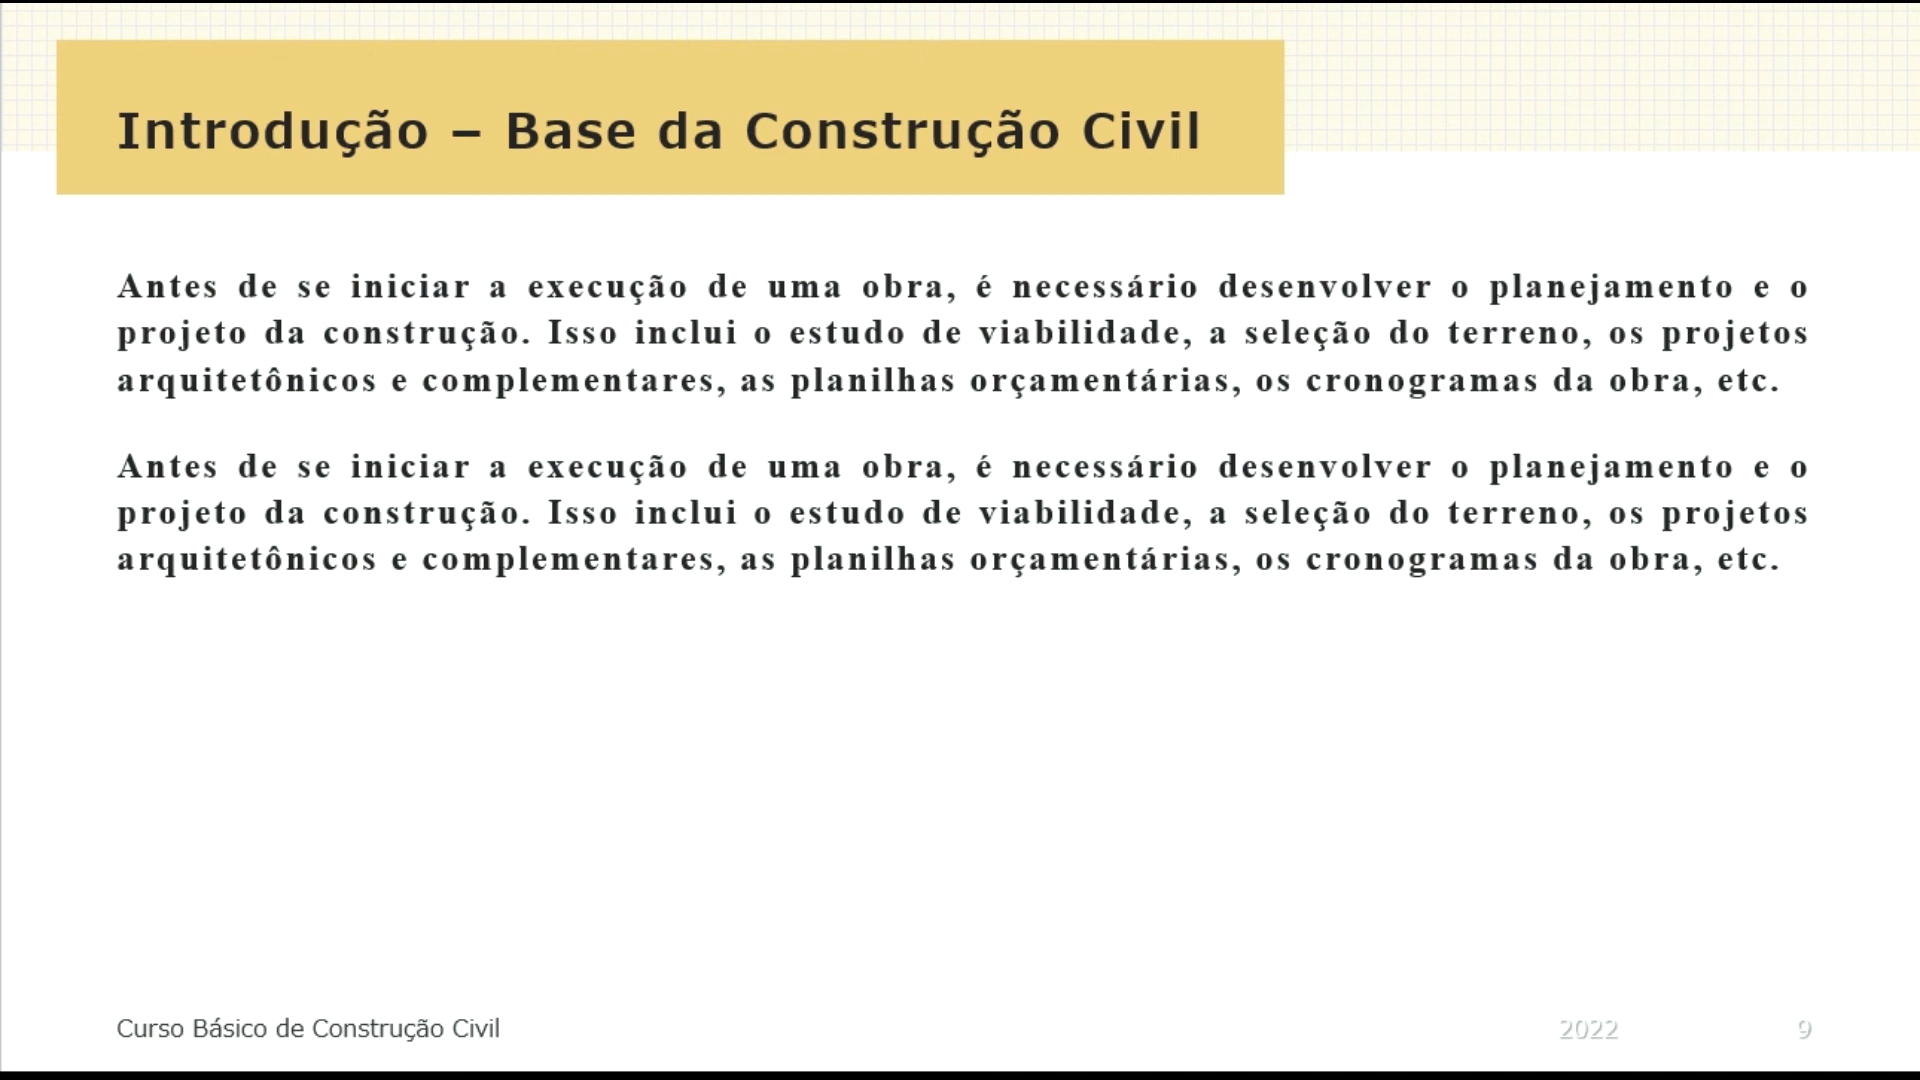 Introdução – Base da Construção Civil
Antes de se iniciar a execução de uma obra, é necessário desenvolver o planejamento e o
projeto da construção. Isso inclui o estudo de viabilidade, a seleção do terreno, os projetos
arquitetônicos e complementares, as planilhas orçamentárias, os cronogramas da obra, etc.
Antes de se iniciar a execução de uma obra, é necessário desenvolver o planejamento e o
projeto da construção. Isso inclui o estudo de viabilidade, a seleção do terreno, os projetos
arquitetônicos e complementares, as planilhas orçamentárias, os cronogramas da obra, etc.
Curso Básico de Construção Civil
2022
9